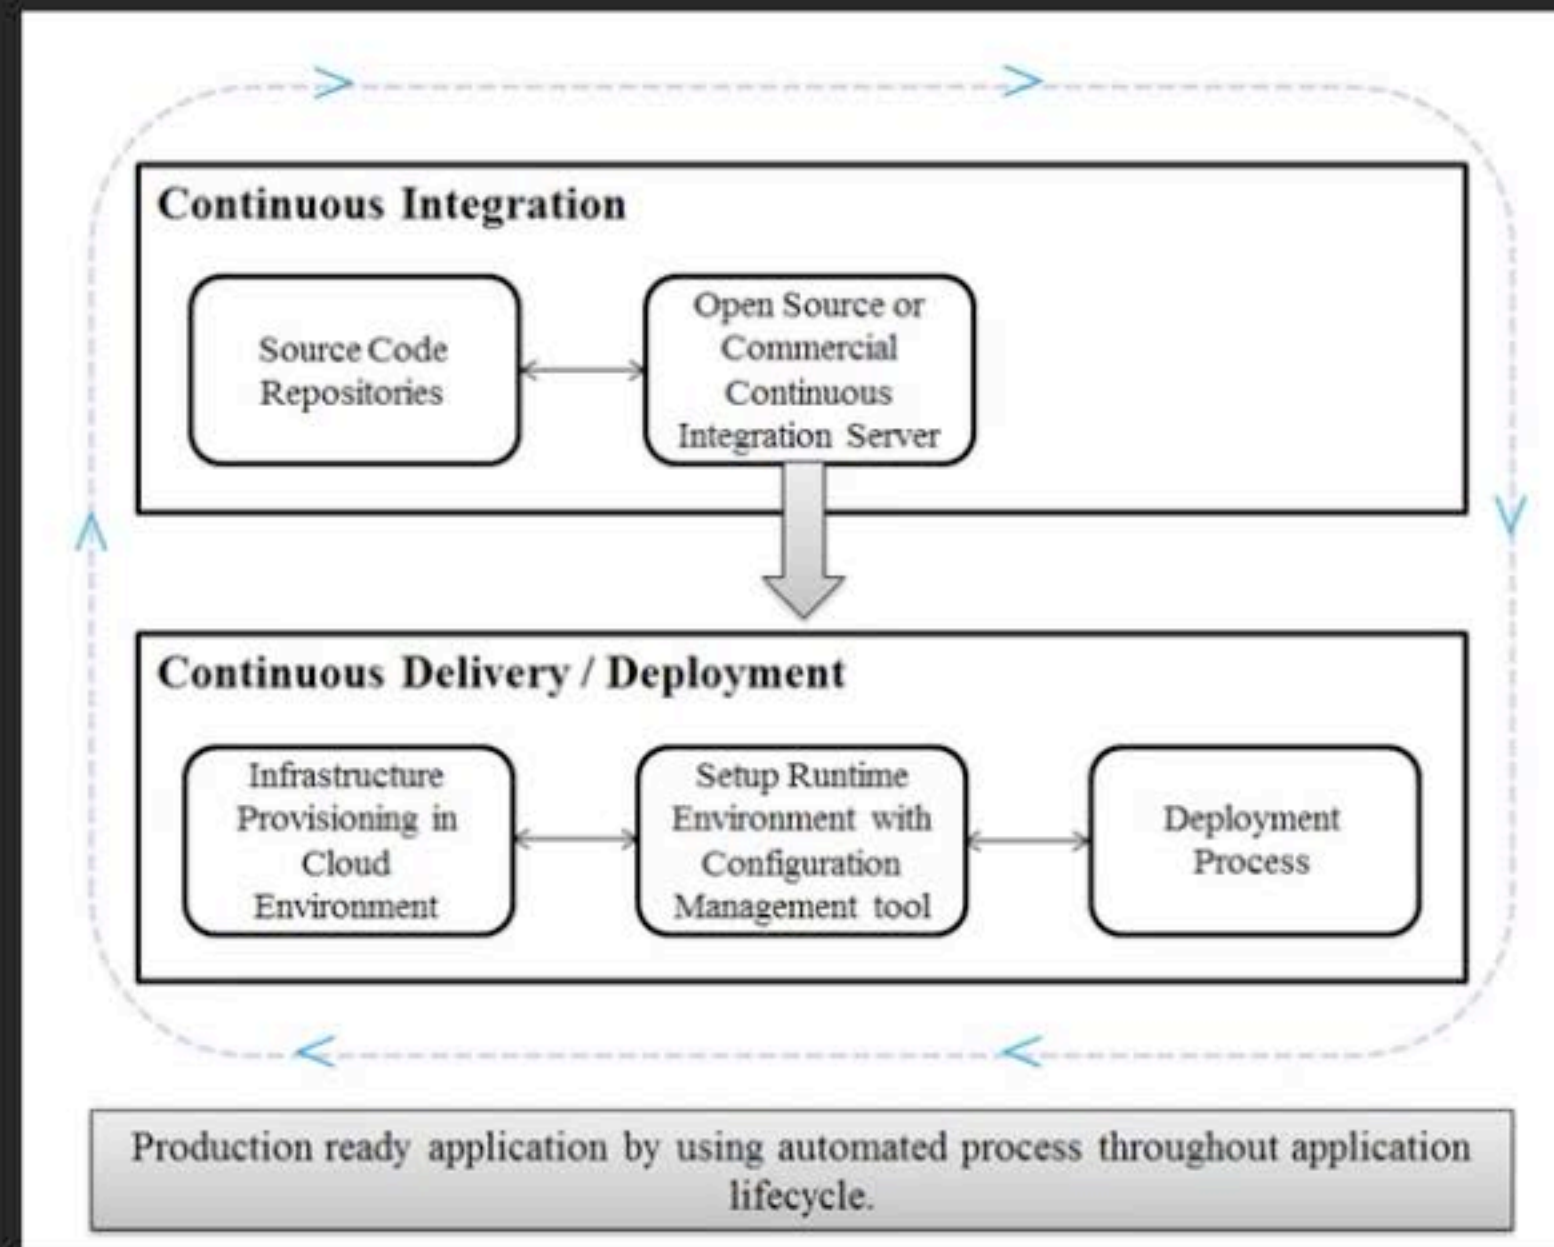 Continuous Integration
Source Code
Repositories
Open Source or
Commercial
Continuous
Integration Server
Continuous Delivery / Deployment
Infrastructure
Provisioning in
Cloud
Environment
Setup Runtime
Environment with
Configuration
Management tool
Deployment
Process
Production ready application by using automated process throughout application
lifecycle.